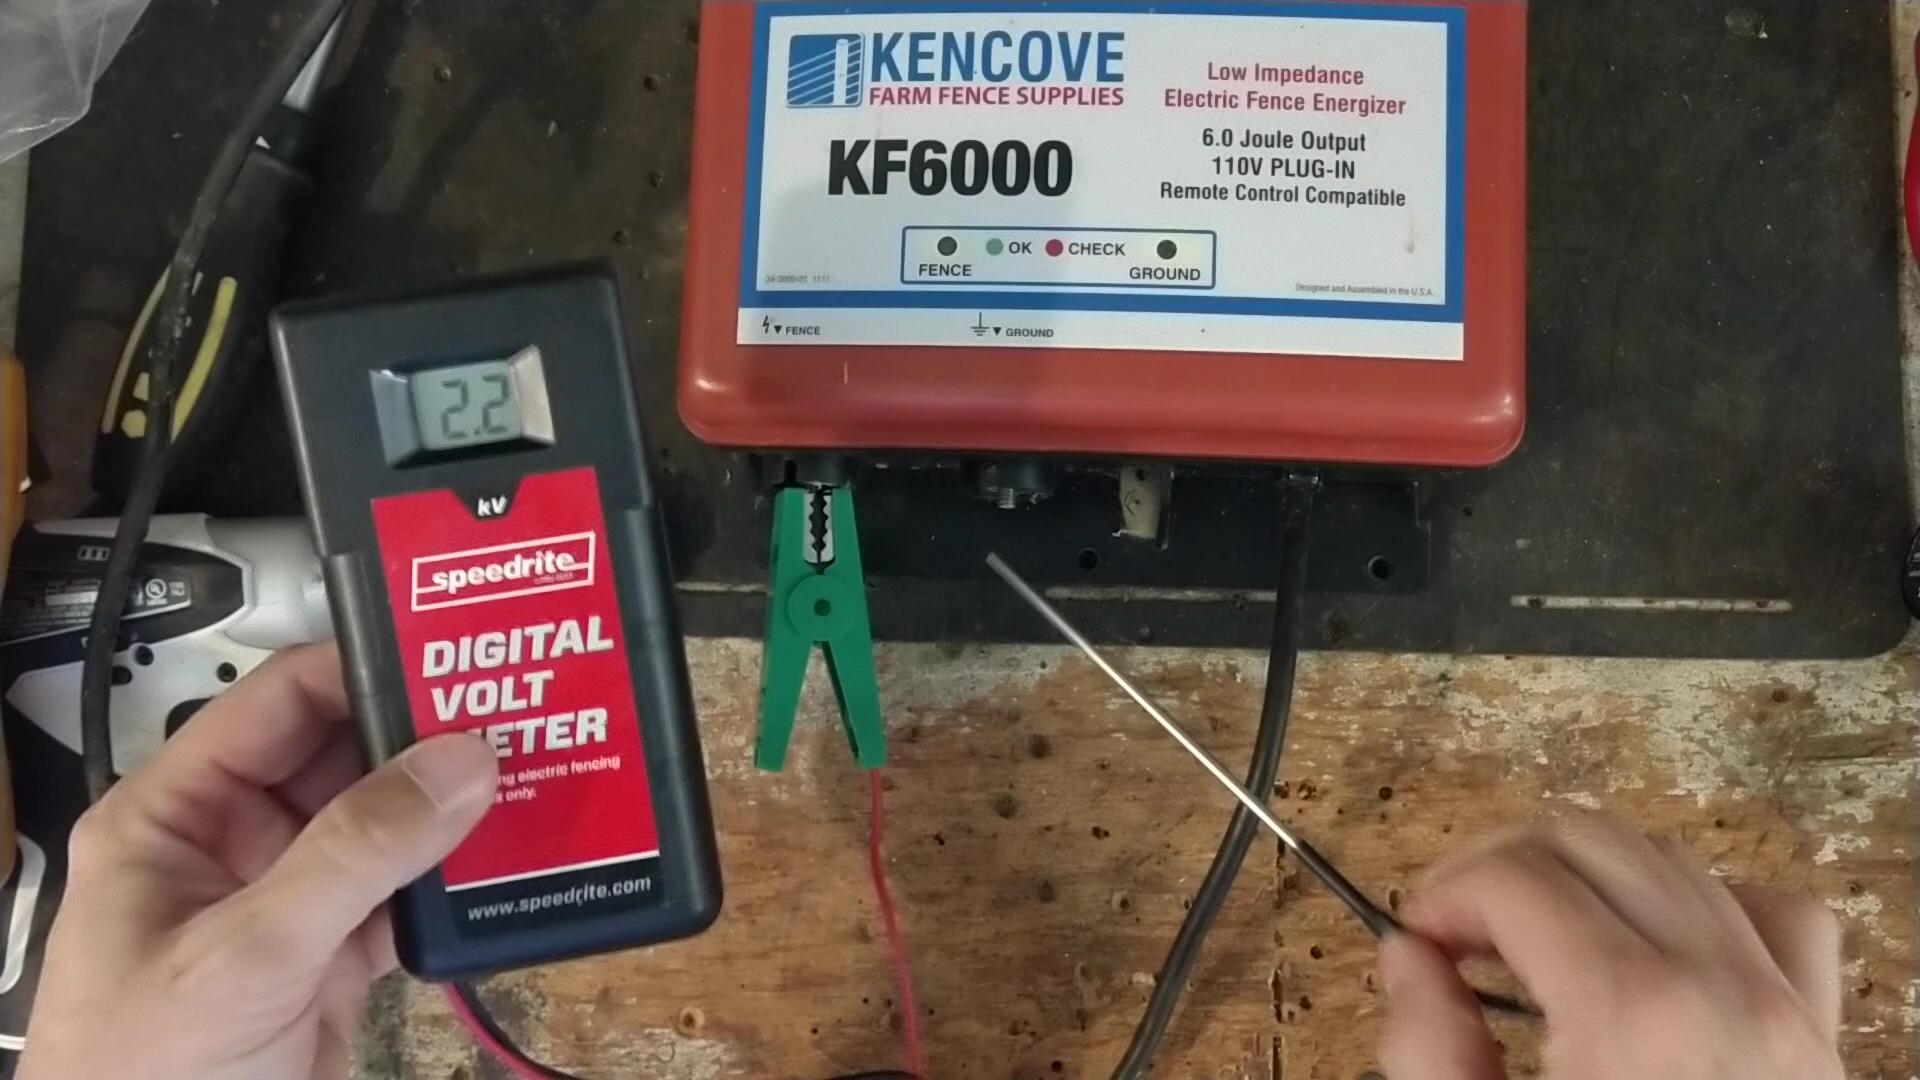 KENCOVE
FARM FENCE SUPPLIES
Low Impedance
Electric Fence Energizer
KF6000
6.0 Joule Output
110V PLUG-IN
Remote Control Compatible
OK
CHECK
FENCE
GROUND
Designed and Assembled in the U.S.A.
FENCE
GROUND
2.2
kV
speedrite
DIGITAL
VOLT
ETER
ng electric fencing
s only.
www.speedrite.com